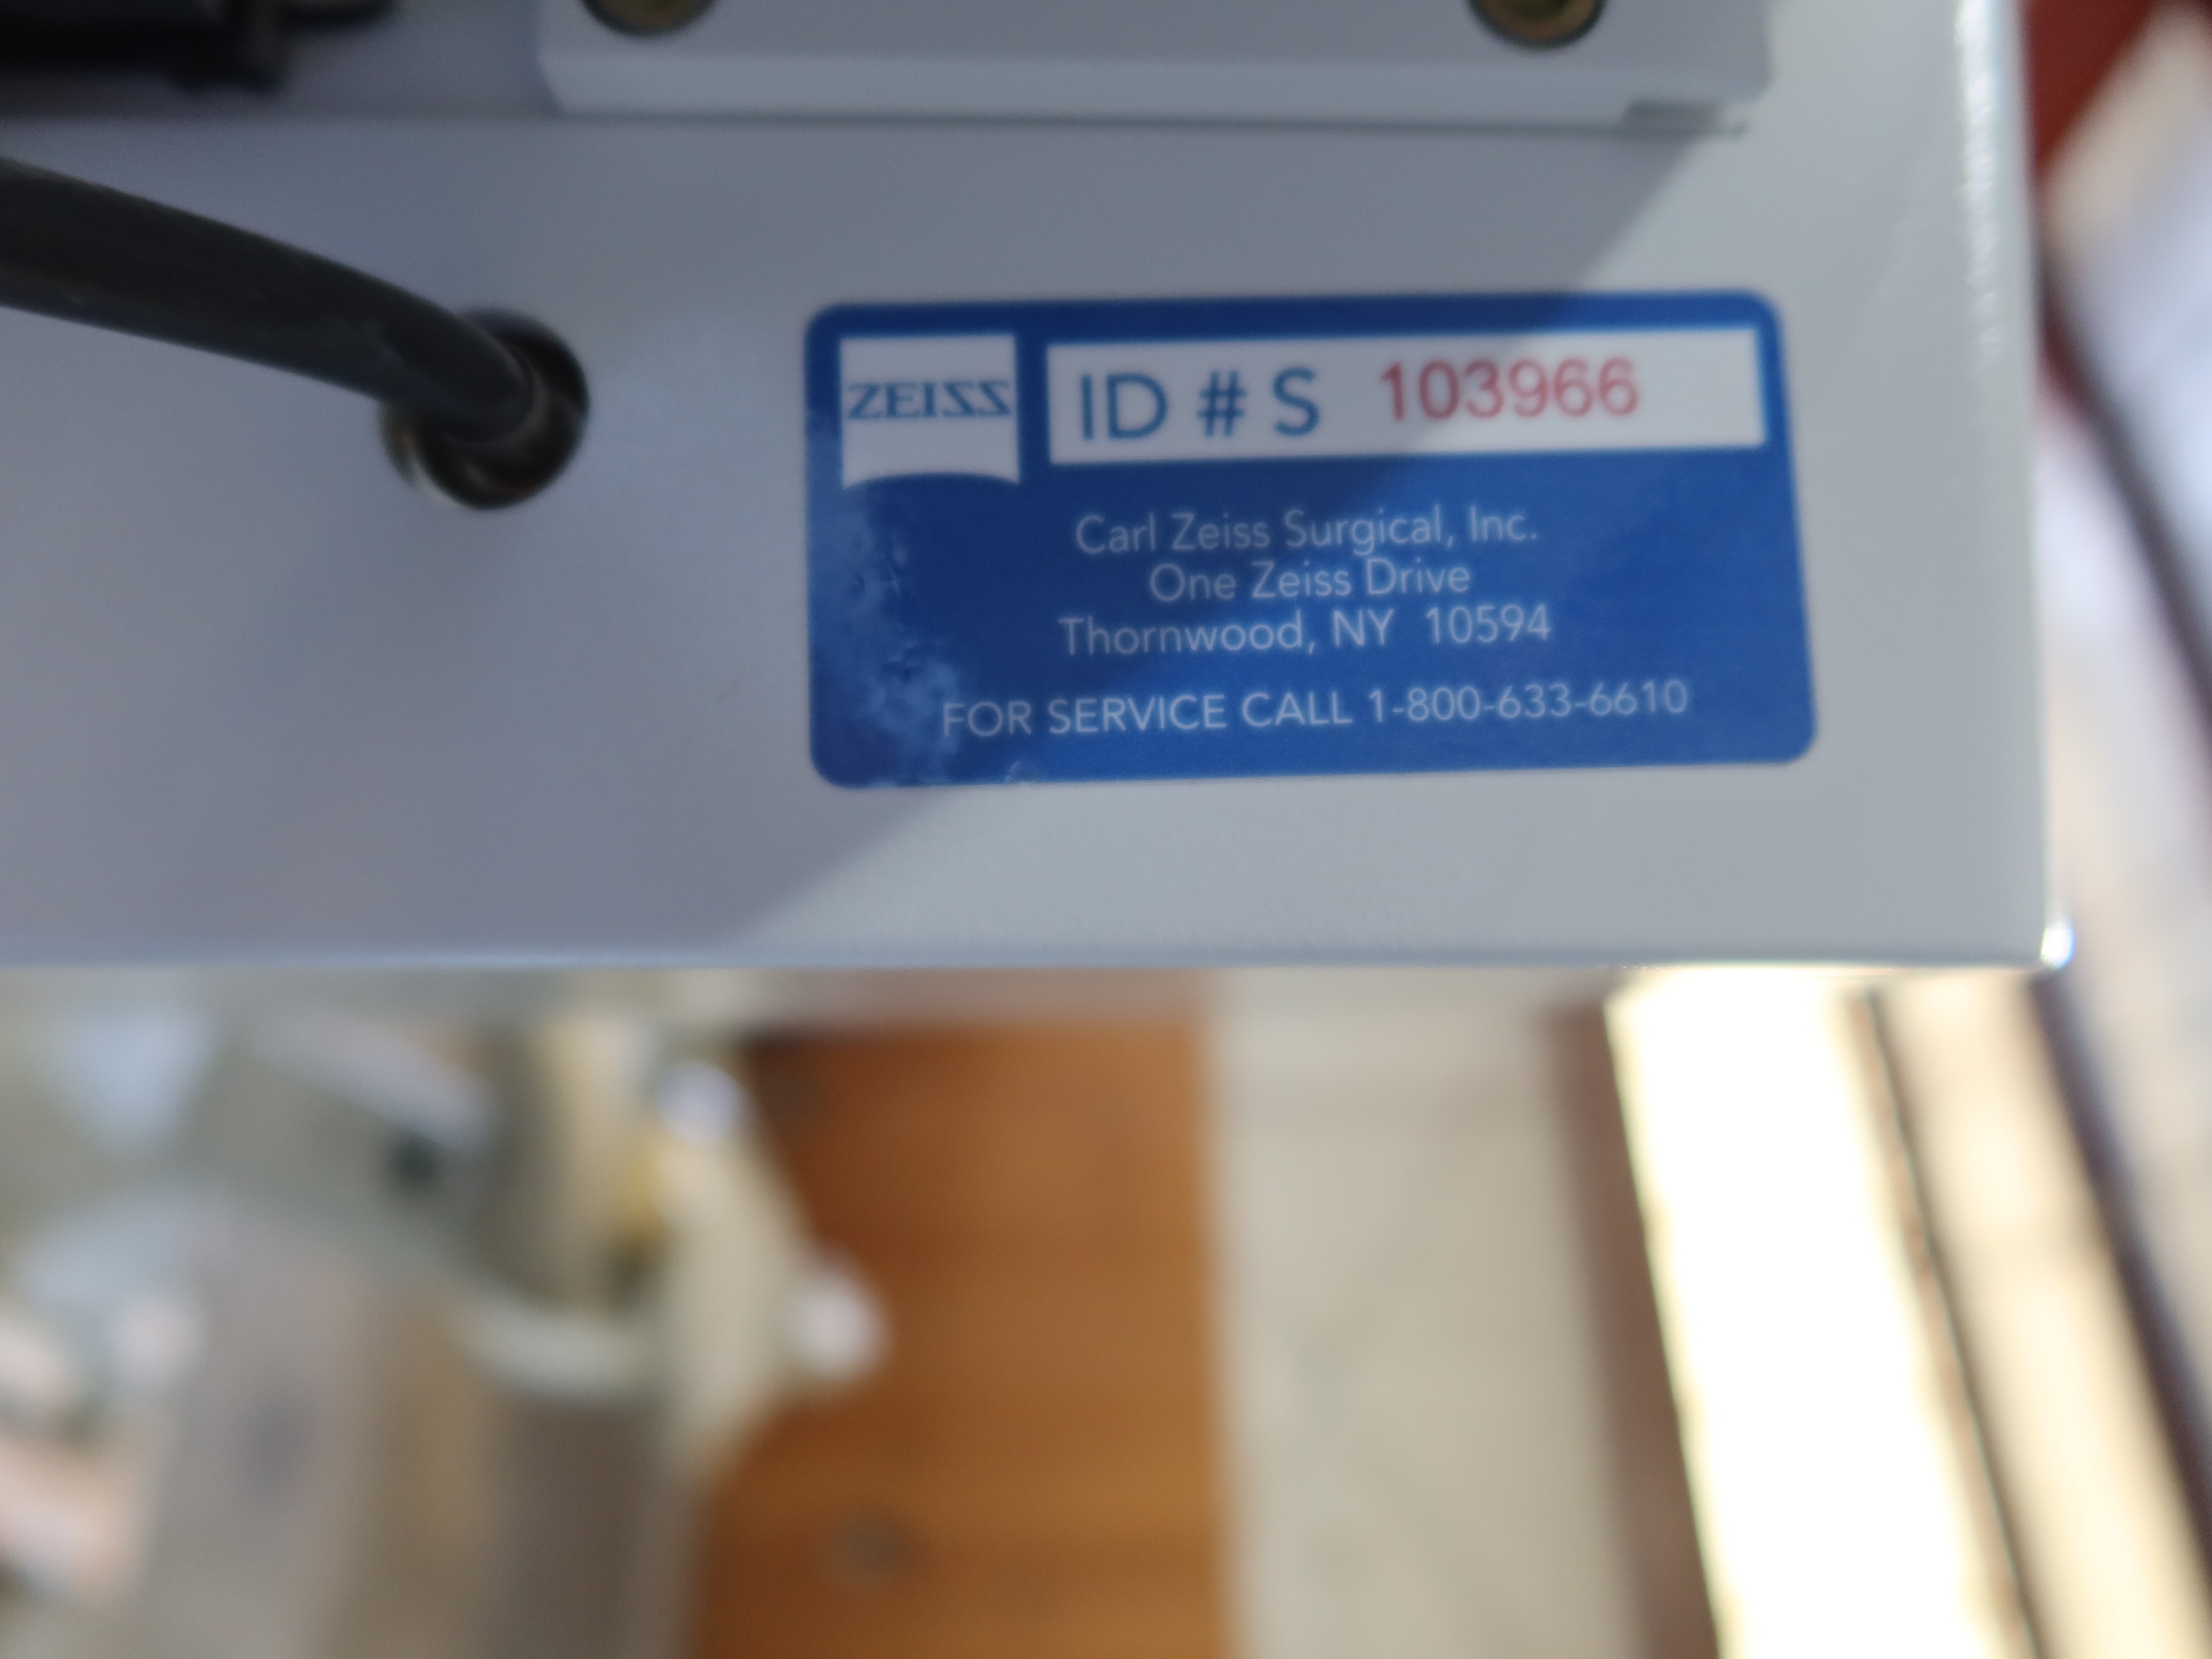 ZEISS
ID # S 103966
Carl Zeiss Surgical, Inc.
One Zeiss Drive
Thornwood, NY 10594
FOR SERVICE CALL 1-800-633-6610